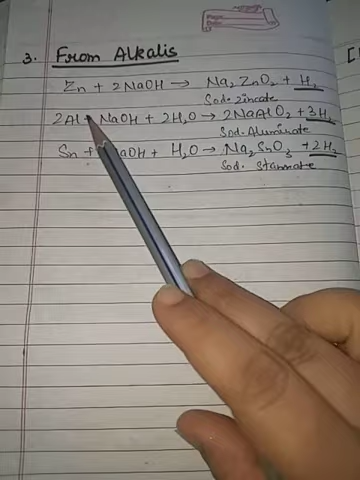 3. From Alkalis
Zn + 2NaOH → Na₂ZnO₂ + H₂
Sod. Zincate
2Al + NaOH + 2H₂O → 2NaAlO₂ + 3H₂
Sod. Aluminate
Sn + NaOH + H₂O → Na₂SnO₃ + 2H₂
Sod. Stannate